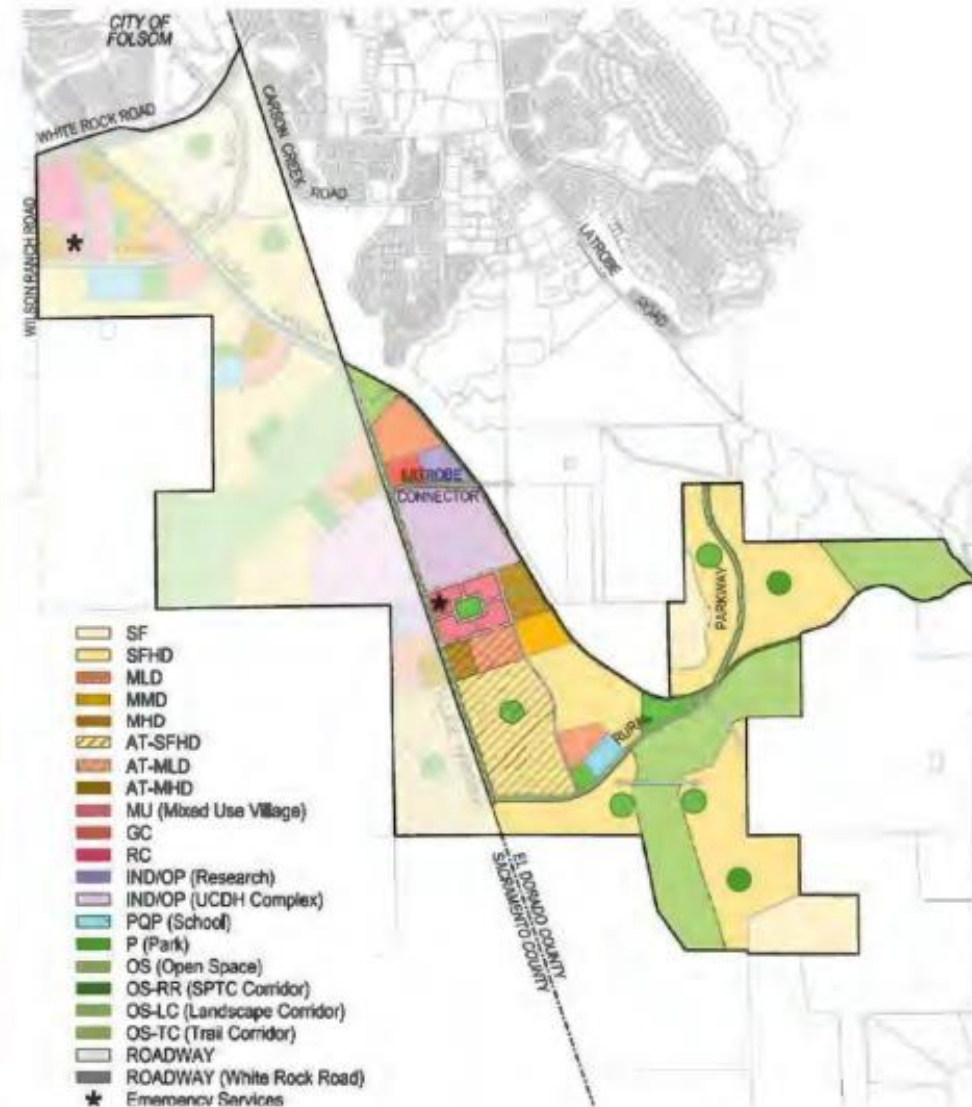 CITY OF
FOLSOM
WHITE ROCK ROAD
CARSON CREEK
ROAD
WILSON RANCH ROAD
LATROBE
ROAD
LATROBE
CONNECTOR
PARKWAY
RURAL
EL DORADO COUNTY
SACRAMENTO COUNTY
SF
SFHD
MLD
MMD
MHD
AT-SFHD
AT-MLD
AT-MHD
MU (Mixed Use Village)
GC
RC
IND/OP (Research)
IND/OP (UCDH Complex)
PQP (School)
P (Park)
OS (Open Space)
OS-RR (SPTC Corridor)
OS-LC (Landscape Corridor)
OS-TC (Trail Corridor)
ROADWAY
ROADWAY (White Rock Road)
Emergency Services